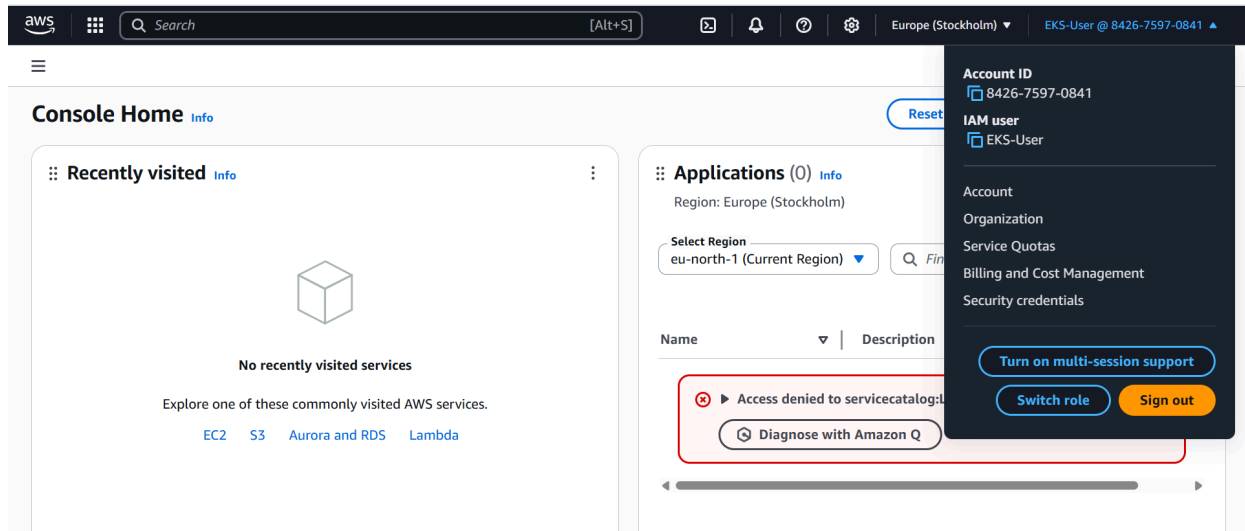 aws
Search [Alt+S]
Europe (Stockholm) ▼
EKS-User @ 8426-7597-0841 ▲
Account ID
8426-7597-0841
IAM user
EKS-User
Account
Organization
Service Quotas
Billing and Cost Management
Security credentials
Turn on multi-session support
Switch role
Sign out
Console Home Info
Reset
Recently visited Info
No recently visited services
Explore one of these commonly visited AWS services.
EC2 S3 Aurora and RDS Lambda
Applications (0) Info
Region: Europe (Stockholm)
Select Region
eu-north-1 (Current Region) ▼
Fin
Name
Description
Access denied to servicecatalog:L
Diagnose with Amazon Q